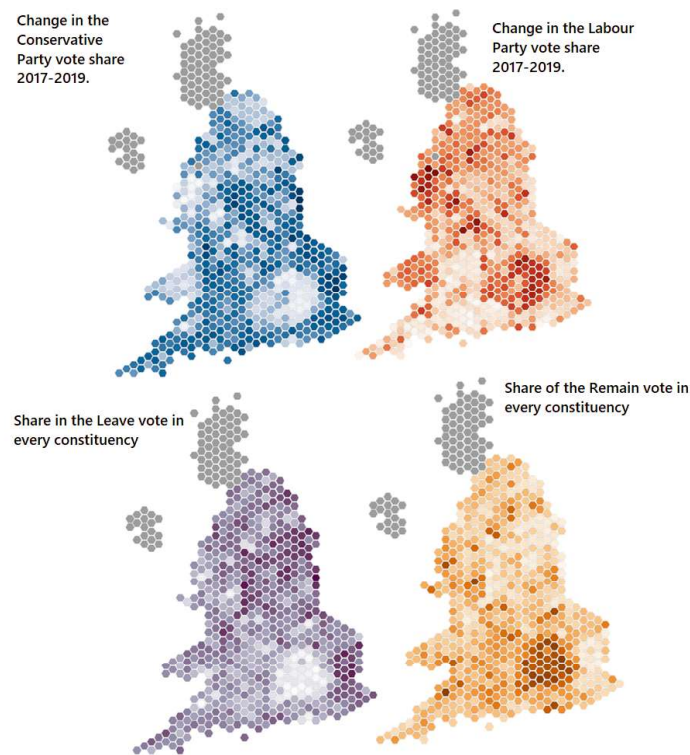 Change in the
Conservative
Party vote share
2017-2019.
Change in the Labour
Party vote share
2017-2019.
Share in the Leave vote in
every constituency
Share of the Remain vote in
every constituency